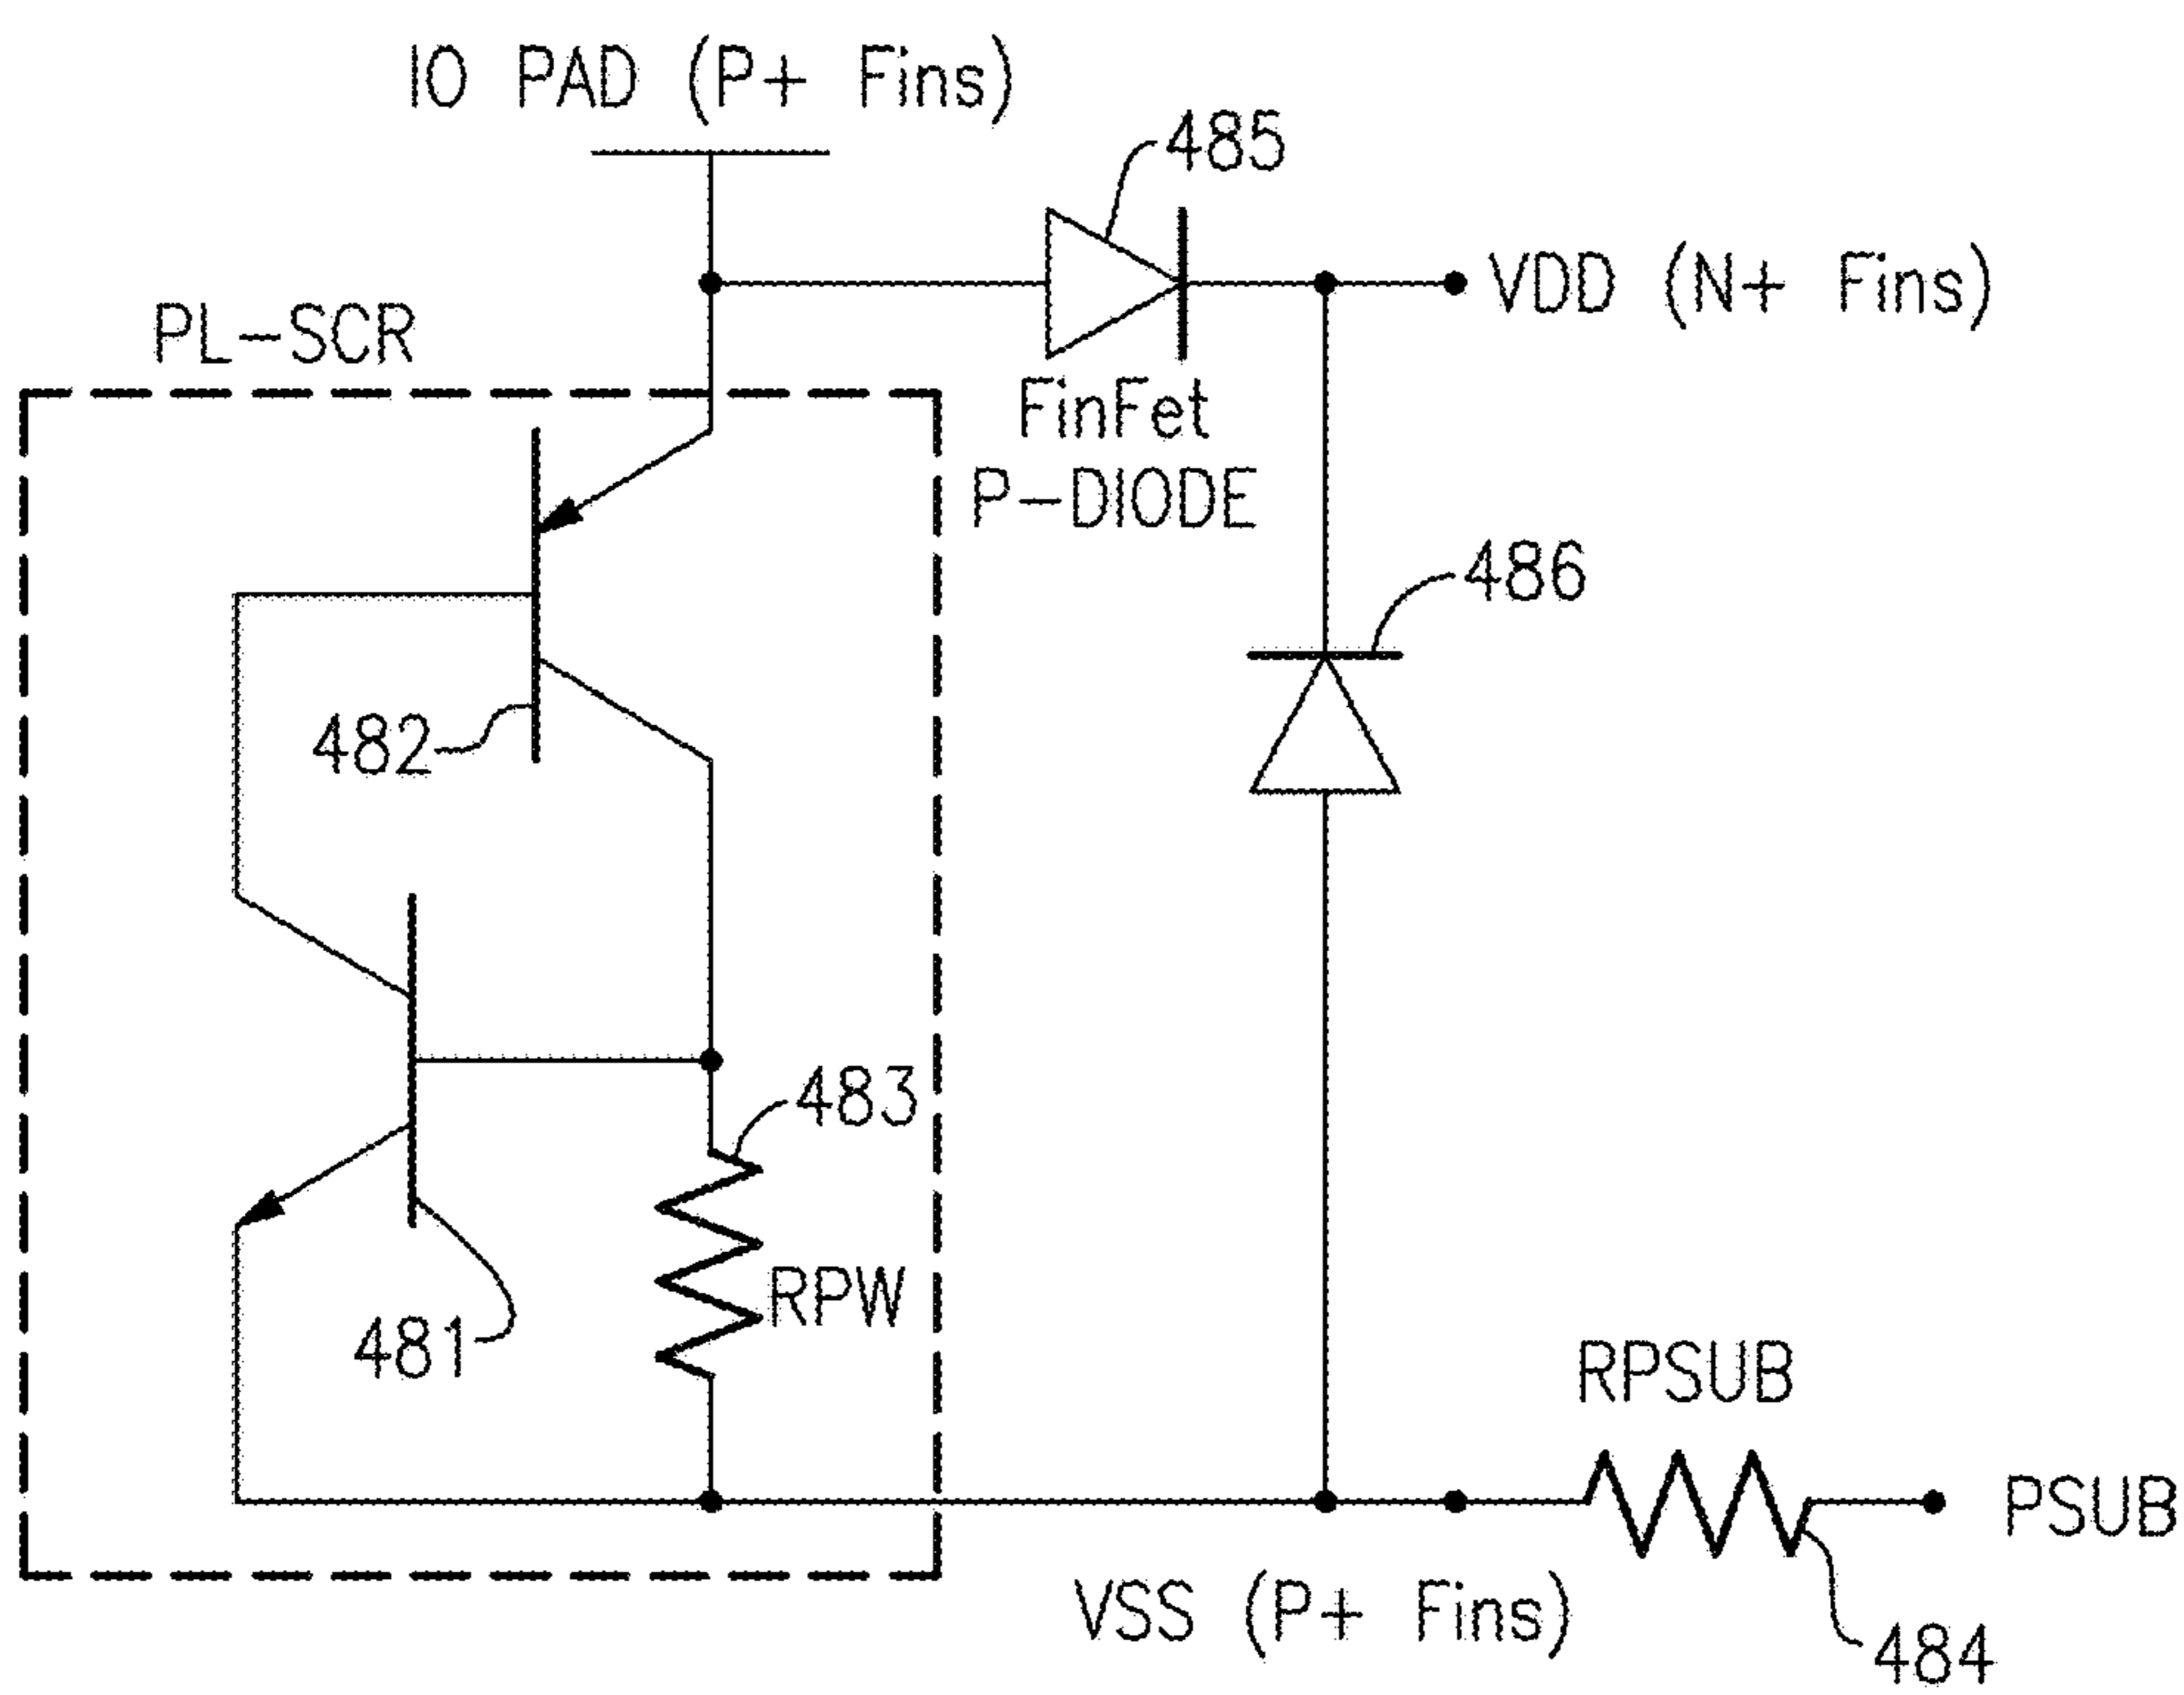 IO PAD (P+ Fins)
485
VDD (N+ Fins)
PL-SCR
FinFet
P-DIODE
486
482
483
RPW
481
RPSUB
PSUB
VSS (P+ Fins)
484